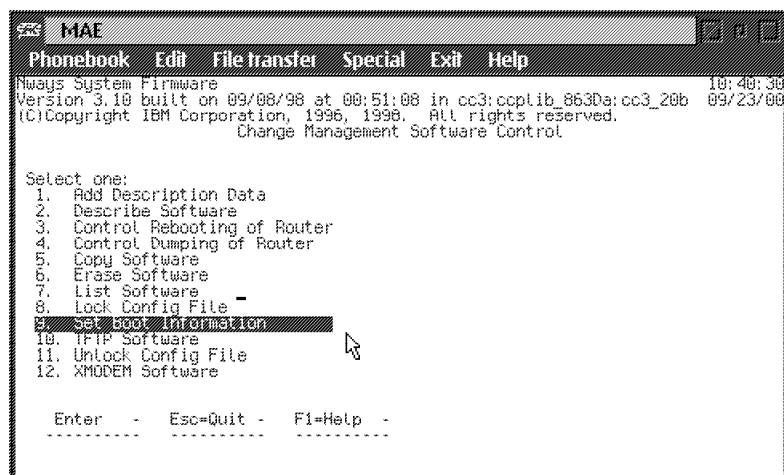 MAE
Phonebook Edit File transfer Special Exit Help
Nways System Firmware 10:40:30
Version 3.10 built on 09/08/98 at 00:51:08 in cc3:ccplib_863Da:cc3_20b 09/23/00
(C)Copyright IBM Corporation, 1996, 1998. All rights reserved.
Change Management Software Control
Select one:
1. Add Description Data
2. Describe Software
3. Control Rebooting of Router
4. Control Dumping of Router
5. Copy Software
6. Erase Software
7. List Software
8. Lock Config File
9. Set Boot Information
10. TFTP Software
11. Unlock Config File
12. XMODEM Software
Enter - Esc=Quit - F1=Help -